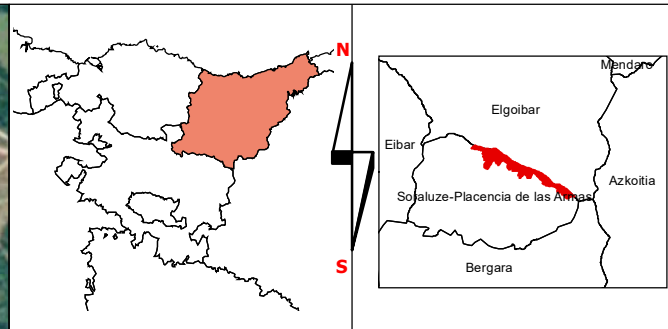 N
S
Mendaro
Elgoibar
Eibar
Azkoitia
Soraluze-Placencia de las Armas
Bergara